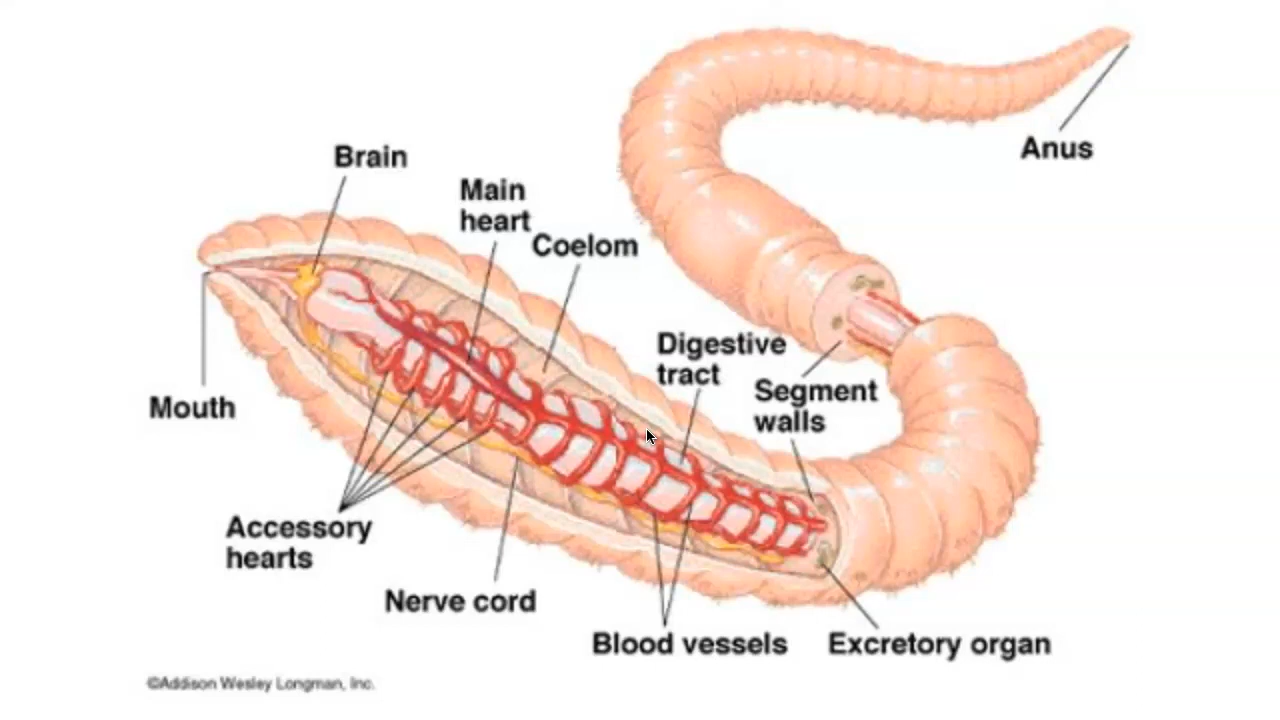 Anus
Brain
Main
heart
Coelom
Digestive
tract
Segment
walls
Mouth
Accessory
hearts
Nerve cord
Blood vessels
Excretory organ
©Addison Wesley Longman, Inc.